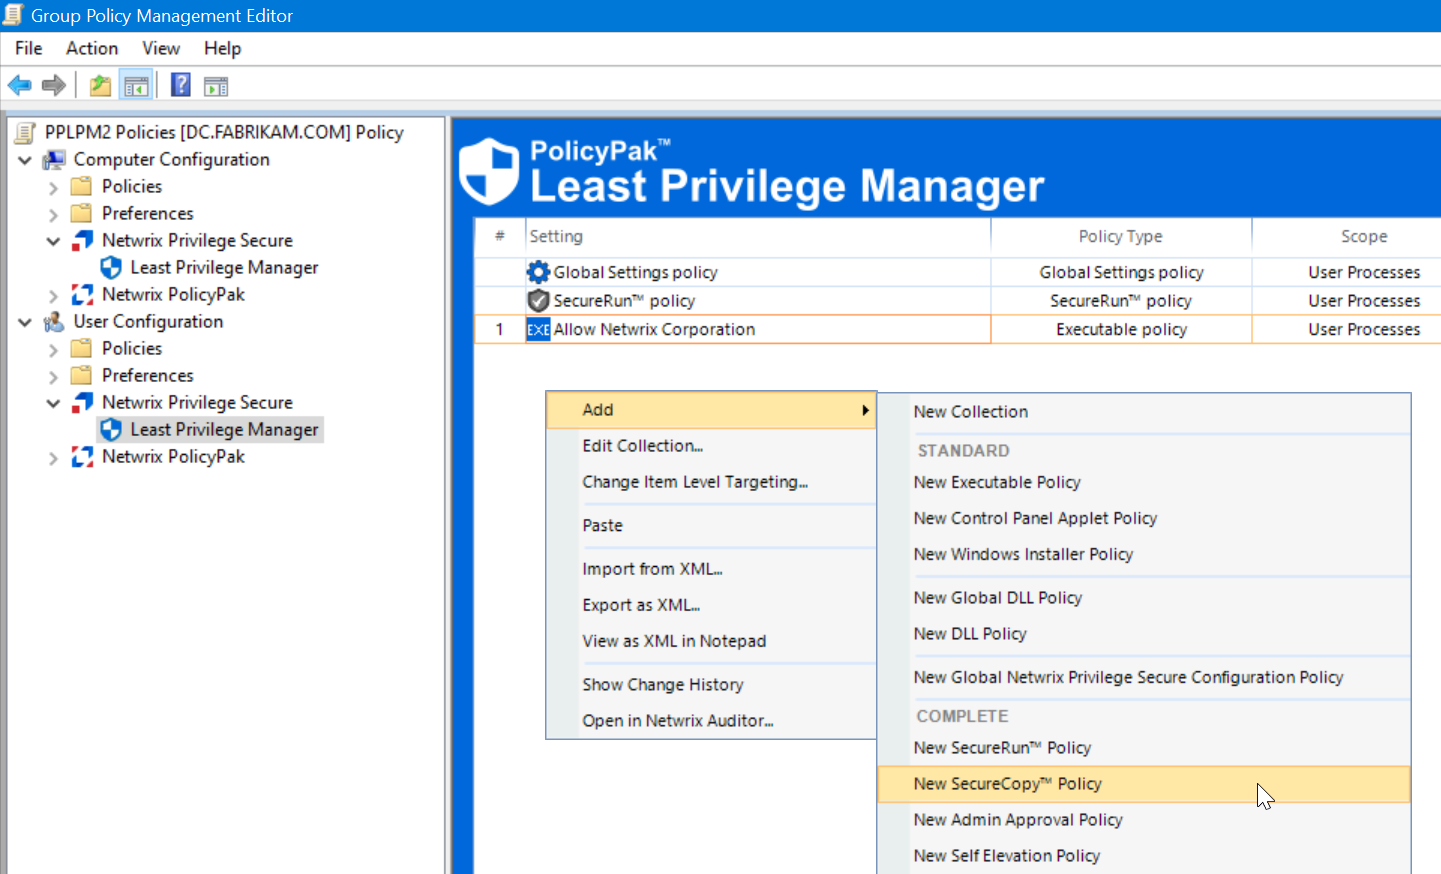 Group Policy Management Editor
File Action View Help
PPLPM2 Policies [DC.FABRIKAM.COM] Policy
Computer Configuration
Policies
Preferences
Netwrix Privilege Secure
Least Privilege Manager
Netwrix PolicyPak
User Configuration
Policies
Preferences
Netwrix Privilege Secure
Least Privilege Manager
Netwrix PolicyPak
PolicyPak™
Least Privilege Manager
# Setting Policy Type Scope
Global Settings policy Global Settings policy User Processes
SecureRun™ policy SecureRun™ policy User Processes
1 EXE Allow Netwrix Corporation Executable policy User Processes
Add
Edit Collection...
Change Item Level Targeting...
Paste
Import from XML...
Export as XML...
View as XML in Notepad
Show Change History
Open in Netwrix Auditor...
New Collection
STANDARD
New Executable Policy
New Control Panel Applet Policy
New Windows Installer Policy
New Global DLL Policy
New DLL Policy
New Global Netwrix Privilege Secure Configuration Policy
COMPLETE
New SecureRun™ Policy
New SecureCopy™ Policy
New Admin Approval Policy
New Self Elevation Policy